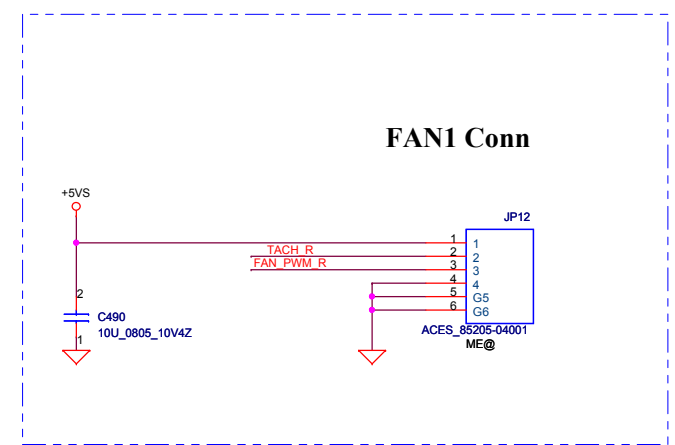 FAN1 Conn
+5VS
JP12
1 1
TACH_R 2 2
FAN_PWM_R 3 3
4 4
5 G5
6 G6
2
C490
10U_0805_10V4Z
1
ACES_85205-04001
ME@